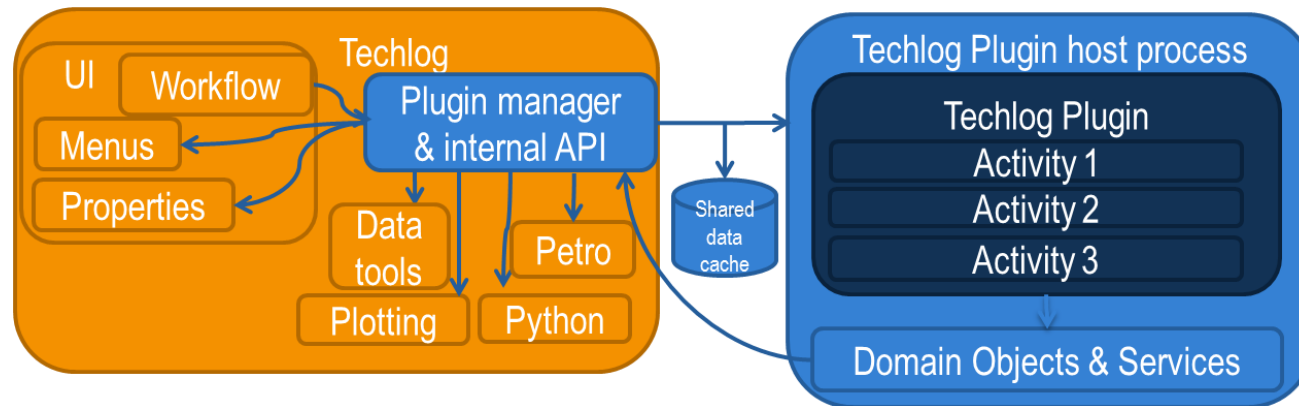 Techlog
UI
Workflow
Menus
Properties
Plugin manager
& internal API
Data
tools
Petro
Plotting
Python
Shared
data
cache
Techlog Plugin host process
Techlog Plugin
Activity 1
Activity 2
Activity 3
Domain Objects & Services